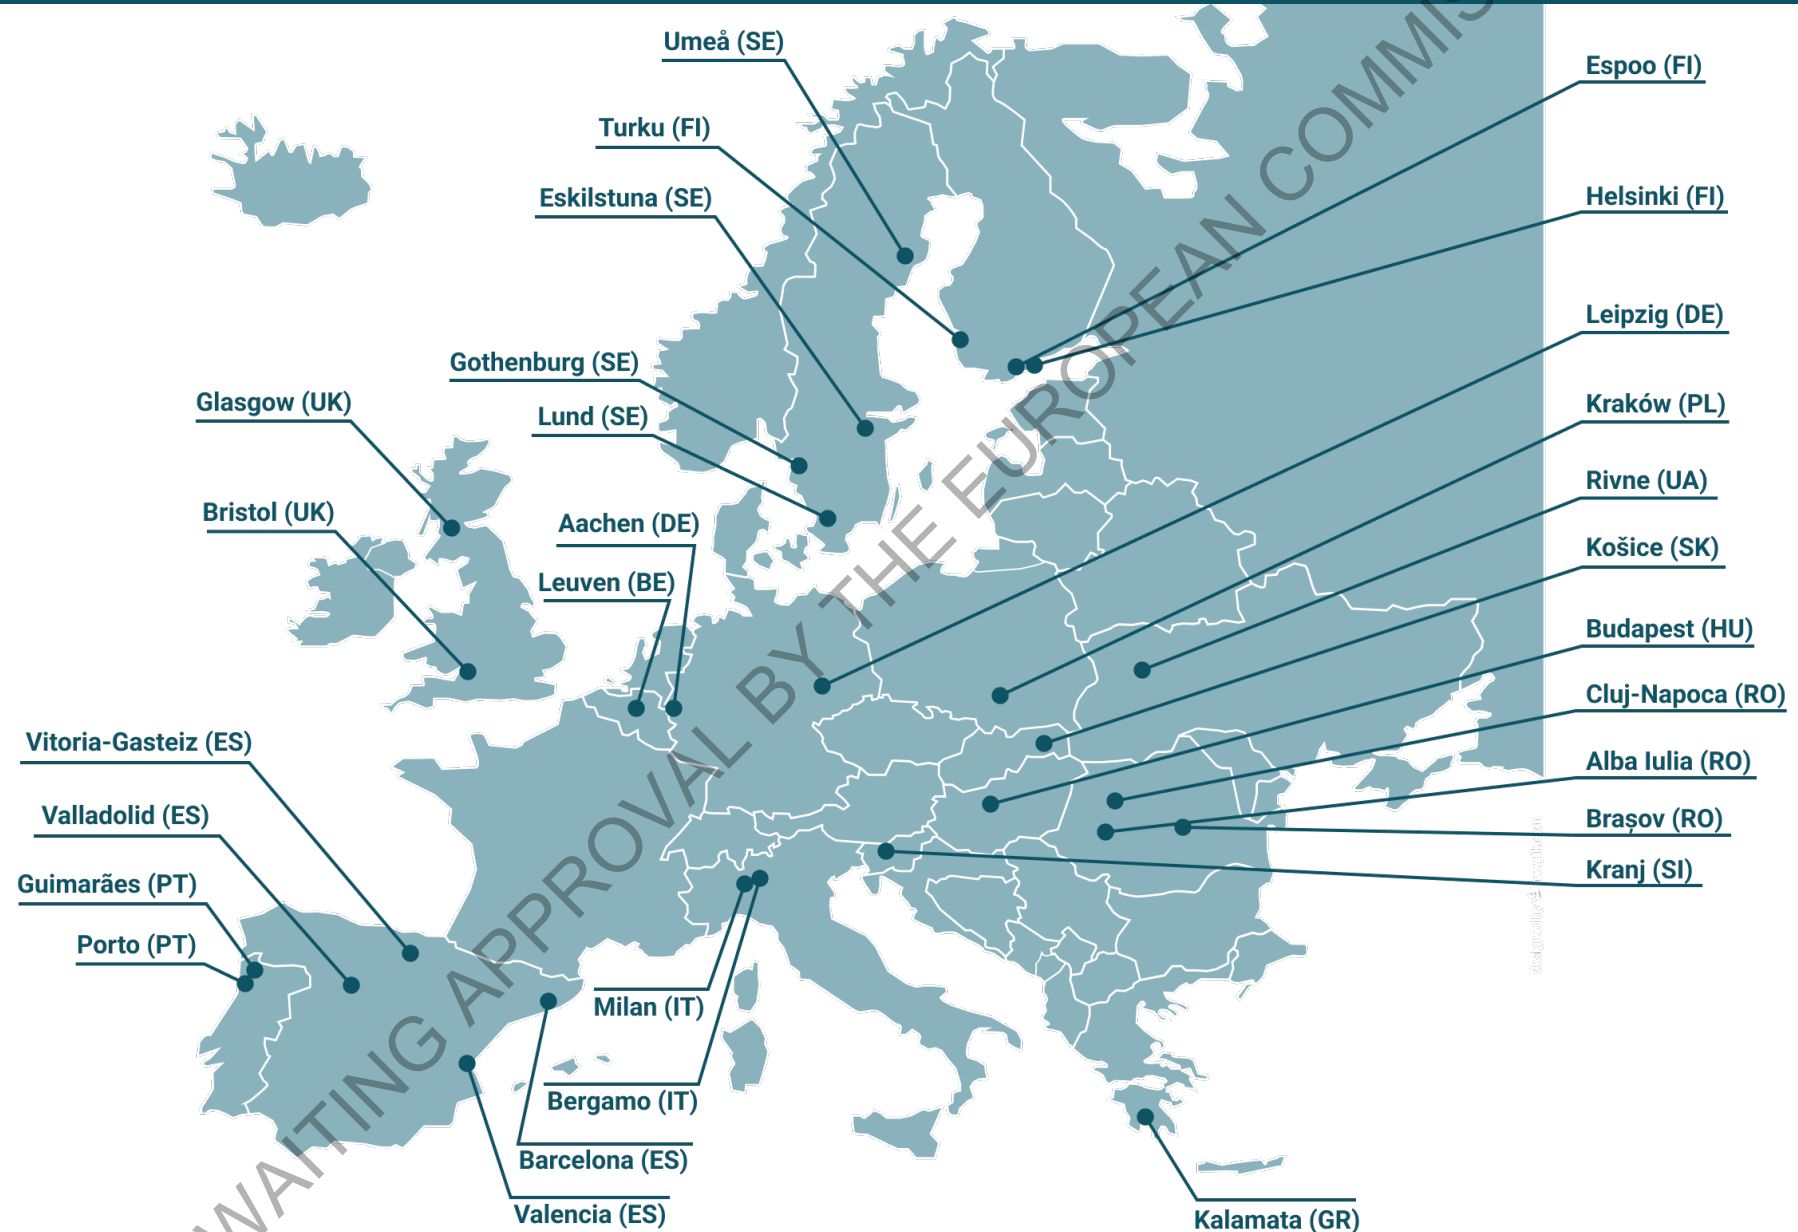 Umeå (SE)
Espoo (FI)
Turku (FI)
Eskilstuna (SE)
Helsinki (FI)
Leipzig (DE)
Gothenburg (SE)
Glasgow (UK)
Lund (SE)
Kraków (PL)
Rivne (UA)
Bristol (UK)
Aachen (DE)
Košice (SK)
Leuven (BE)
Budapest (HU)
Cluj-Napoca (RO)
Vitoria-Gasteiz (ES)
Alba Iulia (RO)
Valladolid (ES)
Brașov (RO)
Kranj (SI)
Guimarães (PT)
Porto (PT)
Milan (IT)
Bergamo (IT)
Barcelona (ES)
Valencia (ES)
Kalamata (GR)
WAITING APPROVAL BY THE EUROPEAN COMMIS